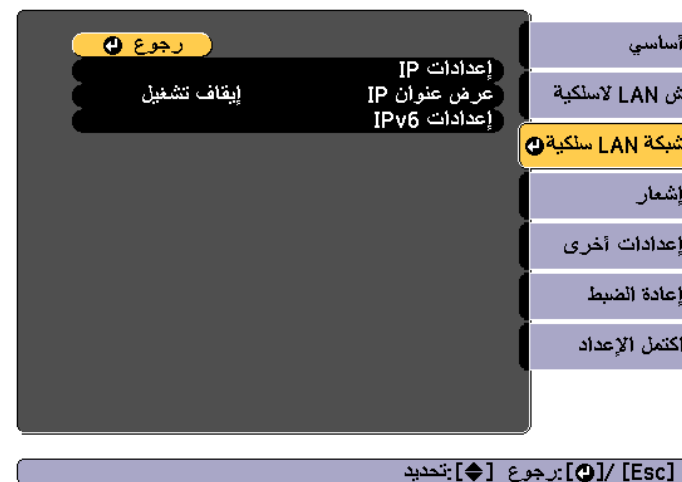 أساسي
ش LAN لاسلكية
شبكة LAN سلكية
إشعار
إعدادات أخرى
إعادة الضبط
اكتمل الإعداد
رجوع
إعدادات IP
عرض عنوان IP إيقاف تشغيل
إعدادات IPv6
[Esc] /[⏎]:رجوع [◆]:تحديد